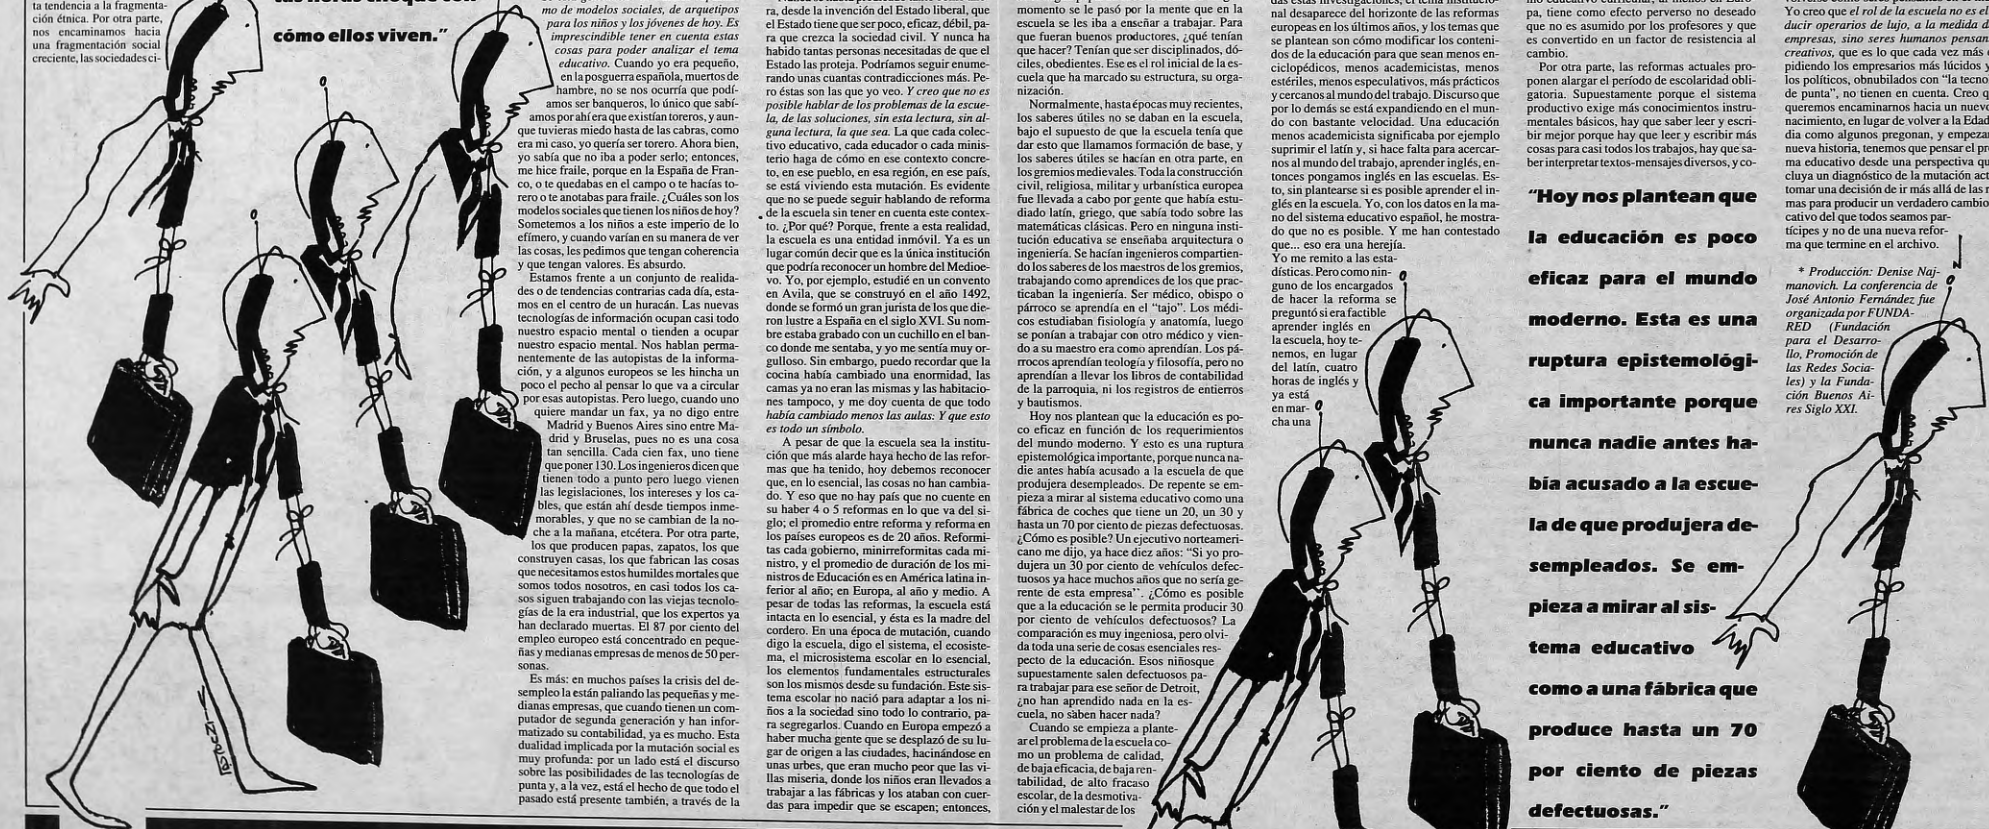 ta tendencia a la fragmenta-
ción étnica. Por otra parte,
nos encaminamos hacia
una fragmentación social
creciente, las sociedades ci-
cómo ellos viven."
mo de modelos sociales, de arquetipos
para los niños y los jóvenes de hoy. Es
imprescindible tener en cuenta estas
cosas para poder analizar el tema
educativo. Cuando yo era pequeño,
en la posguerra española, muertos de
hambre, no se nos ocurría que podí-
amos ser banqueros, lo único que sabí-
amos por ahí era que existían toreros, y aun-
que tuvieras miedo hasta de las cabras, como
era mi caso, yo quería ser torero. Ahora bien,
yo sabía que no iba a poder serlo; entonces,
me hice fraile, porque en la España de Fran-
co, o te quedabas en el campo o te hacías to-
rero o te anotabas para fraile. ¿Cuáles son los
modelos sociales que tienen los niños de hoy?
Sometemos a los niños a este imperio de lo
efímero, y cuando varían en su manera de ver
las cosas, les pedimos que tengan coherencia
y que tengan valores. Es absurdo.
Estamos frente a un conjunto de realida-
des o de tendencias contrarias cada día, esta-
mos en el centro de un huracán. Las nuevas
tecnologías de información ocupan casi todo
nuestro espacio mental o tienden a ocupar
nuestro espacio mental. Nos hablan perma-
nentemente de las autopistas de la informa-
ción, y a algunos europeos se les hincha un
poco el pecho al pensar lo que va a circular
por esas autopistas. Pero luego, cuando uno
quiere mandar un fax, ya no digo entre
Madrid y Buenos Aires sino entre Ma-
drid y Bruselas, pues no es una cosa
tan sencilla. Cada cien fax, uno tiene
que poner 130. Los ingenieros dicen que
tienen todo a punto pero luego vienen
las legislaciones, los intereses y los ca-
bles, que están ahí desde tiempos inme-
morables, y que no se cambian de la no-
che a la mañana, etcétera. Por otra parte,
los que producen papas, zapatos, los que
construyen casas, los que fabrican las cosas
que necesitamos estos humildes mortales que
somos todos nosotros, en casi todos los ca-
sos siguen trabajando con las viejas tecnolo-
gías de la era industrial, que los expertos ya
han declarado muertas. El 87 por ciento del
empleo europeo está concentrado en peque-
ñas y medianas empresas de menos de 50 per-
sonas.
Es más: en muchos países la crisis del de-
sempleo la están paliando las pequeñas y me-
dianas empresas, que cuando tienen un com-
putador de segunda generación y han infor-
matizado su contabilidad, ya es mucho. Esta
dualidad implicada por la mutación social es
muy profunda: por un lado está el discurso
sobre las posibilidades de las tecnologías de
punta y, a la vez, está el hecho de que todo el
pasado está presente también, a través de la
ra, desde la invención del Estado liberal, que
el Estado tiene que ser poco, eficaz, débil, pa-
ra que crezca la sociedad civil. Y nunca ha
habido tantas personas necesitadas de que el
Estado las proteja. Podríamos seguir enume-
rando unas cuantas contradicciones más. Pe-
ro éstas son las que yo veo. Y creo que no es
posible hablar de los problemas de la escue-
la, de las soluciones, sin esta lectura, sin al-
guna lectura, la que sea. La que cada colec-
tivo educativo, cada educador o cada minis-
terio haga de cómo en ese contexto concre-
to, en ese pueblo, en esa región, en ese país,
se está viviendo esta mutación. Es evidente
que no se puede seguir hablando de reforma
de la escuela sin tener en cuenta este contex-
to. ¿Por qué? Porque, frente a esta realidad,
la escuela es una entidad inmóvil. Ya es un
lugar común decir que es la única institución
que podría reconocer un hombre del Medioe-
vo. Yo, por ejemplo, estudié en un convento
en Avila, que se construyó en el año 1492,
donde se formó un gran jurista de los que die-
ron lustre a España en el siglo XVI. Su nom-
bre estaba grabado con un cuchillo en el ban-
co donde me sentaba, y yo me sentía muy or-
gulloso. Sin embargo, puedo recordar que la
cocina había cambiado una enormidad, las
camas ya no eran las mismas y las habitacio-
nes tampoco, y me doy cuenta de que todo
había cambiado menos las aulas: Y que esto
es todo un símbolo.
A pesar de que la escuela sea la institu-
ción que más alarde haya hecho de las refor-
mas que ha tenido, hoy debemos reconocer
que, en lo esencial, las cosas no han cambia-
do. Y eso que no hay país que no cuente en
su haber 4 o 5 reformas en lo que va del si-
glo; el promedio entre reforma y reforma en
los países europeos es de 20 años. Reformi-
tas cada gobierno, minirreformitas cada mi-
nistro, y el promedio de duración de los mi-
nistros de Educación es en América latina in-
ferior al año; en Europa, al año y medio. A
pesar de todas las reformas, la escuela está
intacta en lo esencial, y ésta es la madre del
cordero. En una época de mutación, cuando
digo la escuela, digo el sistema, el ecosiste-
ma, el microsistema escolar en lo esencial,
los elementos fundamentales estructurales
son los mismos desde su fundación. Este sis-
tema escolar no nació para adaptar a los ni-
ños a la sociedad sino todo lo contrario, pa-
ra segregarlos. Cuando en Europa empezó a
haber mucha gente que se desplazó de su lu-
gar de origen a las ciudades, hacinándose en
unas urbes, que eran mucho peor que las vi-
llas miseria, donde los niños eran llevados a
trabajar a las fábricas y los ataban con cuer-
das para impedir que se escapen; entonces,
momento se le pasó por la mente que en la
escuela se les iba a enseñar a trabajar. Para
que fueran buenos productores, ¿qué tenían
que hacer? Tenían que ser disciplinados, dó-
ciles, obedientes. Ese es el rol inicial de la es-
cuela que ha marcado su estructura, su orga-
nización.
Normalmente, hasta épocas muy recientes,
los saberes útiles no se daban en la escuela,
bajo el supuesto de que la escuela tenía que
dar esto que llamamos formación de base, y
los saberes útiles se hacían en otra parte, en
los gremios medievales. Toda la construcción
civil, religiosa, militar y urbanística europea
fue llevada a cabo por gente que había estu-
diado latín, griego, que sabía todo sobre las
matemáticas clásicas. Pero en ninguna insti-
tución educativa se enseñaba arquitectura o
ingeniería. Se hacían ingenieros compartien-
do los saberes de los maestros de los gremios,
trabajando como aprendices de los que prac-
ticaban la ingeniería. Ser médico, obispo o
párroco se aprendía en el "tajo". Los médi-
cos estudiaban fisiología y anatomía, luego
se ponían a trabajar con otro médico y vien-
do a su maestro era como aprendían. Los pá-
rrocos aprendían teología y filosofía, pero no
aprendían a llevar los libros de contabilidad
de la parroquia, ni los registros de entierros
y bautismos.
Hoy nos plantean que la educación es po-
co eficaz en función de los requerimientos
del mundo moderno. Y esto es una ruptura
epistemológica importante, porque nunca na-
die antes había acusado a la escuela de que
produjera desempleados. De repente se em-
pieza a mirar al sistema educativo como una
fábrica de coches que tiene un 20, un 30 y
hasta un 70 por ciento de piezas defectuosas.
¿Cómo es posible? Un ejecutivo norteameri-
cano me dijo, ya hace diez años: "Si yo pro-
dujera un 30 por ciento de vehículos defec-
tuosos ya hace muchos años que no sería ge-
rente de esta empresa". ¿Cómo es posible
que a la educación se le permita producir 30
por ciento de vehículos defectuosos? La
comparación es muy ingeniosa, pero olvi-
da toda una serie de cosas esenciales res-
pecto de la educación. Esos niños que
supuestamente salen defectuosos pa-
ra trabajar para ese señor de Detroit,
¿no han aprendido nada en la es-
cuela, no saben hacer nada?
Cuando se empieza a plante-
ar el problema de la escuela co-
mo un problema de calidad,
de baja eficacia, de baja ren-
tabilidad, de alto fracaso
escolar, de la desmotiva-
ción y el malestar de los
nal desaparece del horizonte de las reformas
europeas en los últimos años, y los temas que
se plantean son cómo modificar los conteni-
dos de la educación para que sean menos en-
ciclopédicos, menos academicistas, menos
estériles, menos especulativos, más prácticos
y cercanos al mundo del trabajo. Discurso que
por lo demás se está expandiendo en el mun-
do con bastante velocidad. Una educación
menos academicista significaba por ejemplo
suprimir el latín y, si hace falta para acercar-
nos al mundo del trabajo, aprender inglés, en-
tonces pongamos inglés en las escuelas. Es-
to, sin plantearse si es posible aprender el in-
glés en la escuela. Yo, con los datos en la ma-
no del sistema educativo español, he mostra-
do que no es posible. Y me han contestado
que... eso era una herejía.
Yo me remito a las esta-
dísticas. Pero como nin-
guno de los encargados
de hacer la reforma se
preguntó si era factible
aprender inglés en
la escuela, hoy te-
nemos, en lugar
del latín, cuatro
horas de inglés y
ya está
en mar-
cha una
pa, tiene como efecto perverso no deseado
que no es asumido por los profesores y que
es convertido en un factor de resistencia al
cambio.
Por otra parte, las reformas actuales pro-
ponen alargar el período de escolaridad obli-
gatoria. Supuestamente porque el sistema
productivo exige más conocimientos instru-
mentales básicos, hay que saber leer y escri-
bir mejor porque hay que leer y escribir más
cosas para casi todos los trabajos, hay que sa-
ber interpretar textos-mensajes diversos, y co-
"Hoy nos plantean que
la educación es poco
eficaz para el mundo
moderno. Esta es una
ruptura epistemológi-
ca importante porque
nunca nadie antes ha-
bía acusado a la escue-
la de que produjera de-
sempleados. Se em-
pieza a mirar al sis-
tema educativo
como a una fábrica que
produce hasta un 70
por ciento de piezas
defectuosas."
Yo creo que el rol de la escuela no es el
ducir operarios de lujo, a la medida d
empresas, sino seres humanos pensan
creativos, que es lo que cada vez más
pidiendo los empresarios más lúcidos y
los políticos, obnubilados con "la tecno
de punta", no tienen en cuenta. Creo q
queremos encaminarnos hacia un nuevo
nacimiento, en lugar de volver a la Edad
dia como algunos pregonan, y empezar
nueva historia, tenemos que pensar el pr
ma educativo desde una perspectiva qu
cluya un diagnóstico de la mutación act
tomar una decisión de ir más allá de las r
mas para producir un verdadero cambio
cativo del que todos seamos par-
tícipes y no de una nueva refor-
ma que termine en el archivo.
* Producción: Denise Naj-
manovich. La conferencia de
José Antonio Fernández fue
organizada por FUNDA-
RED (Fundación
para el Desarro-
llo, Promoción de
las Redes Socia-
les) y la Funda-
ción Buenos Ai-
res Siglo XXI.